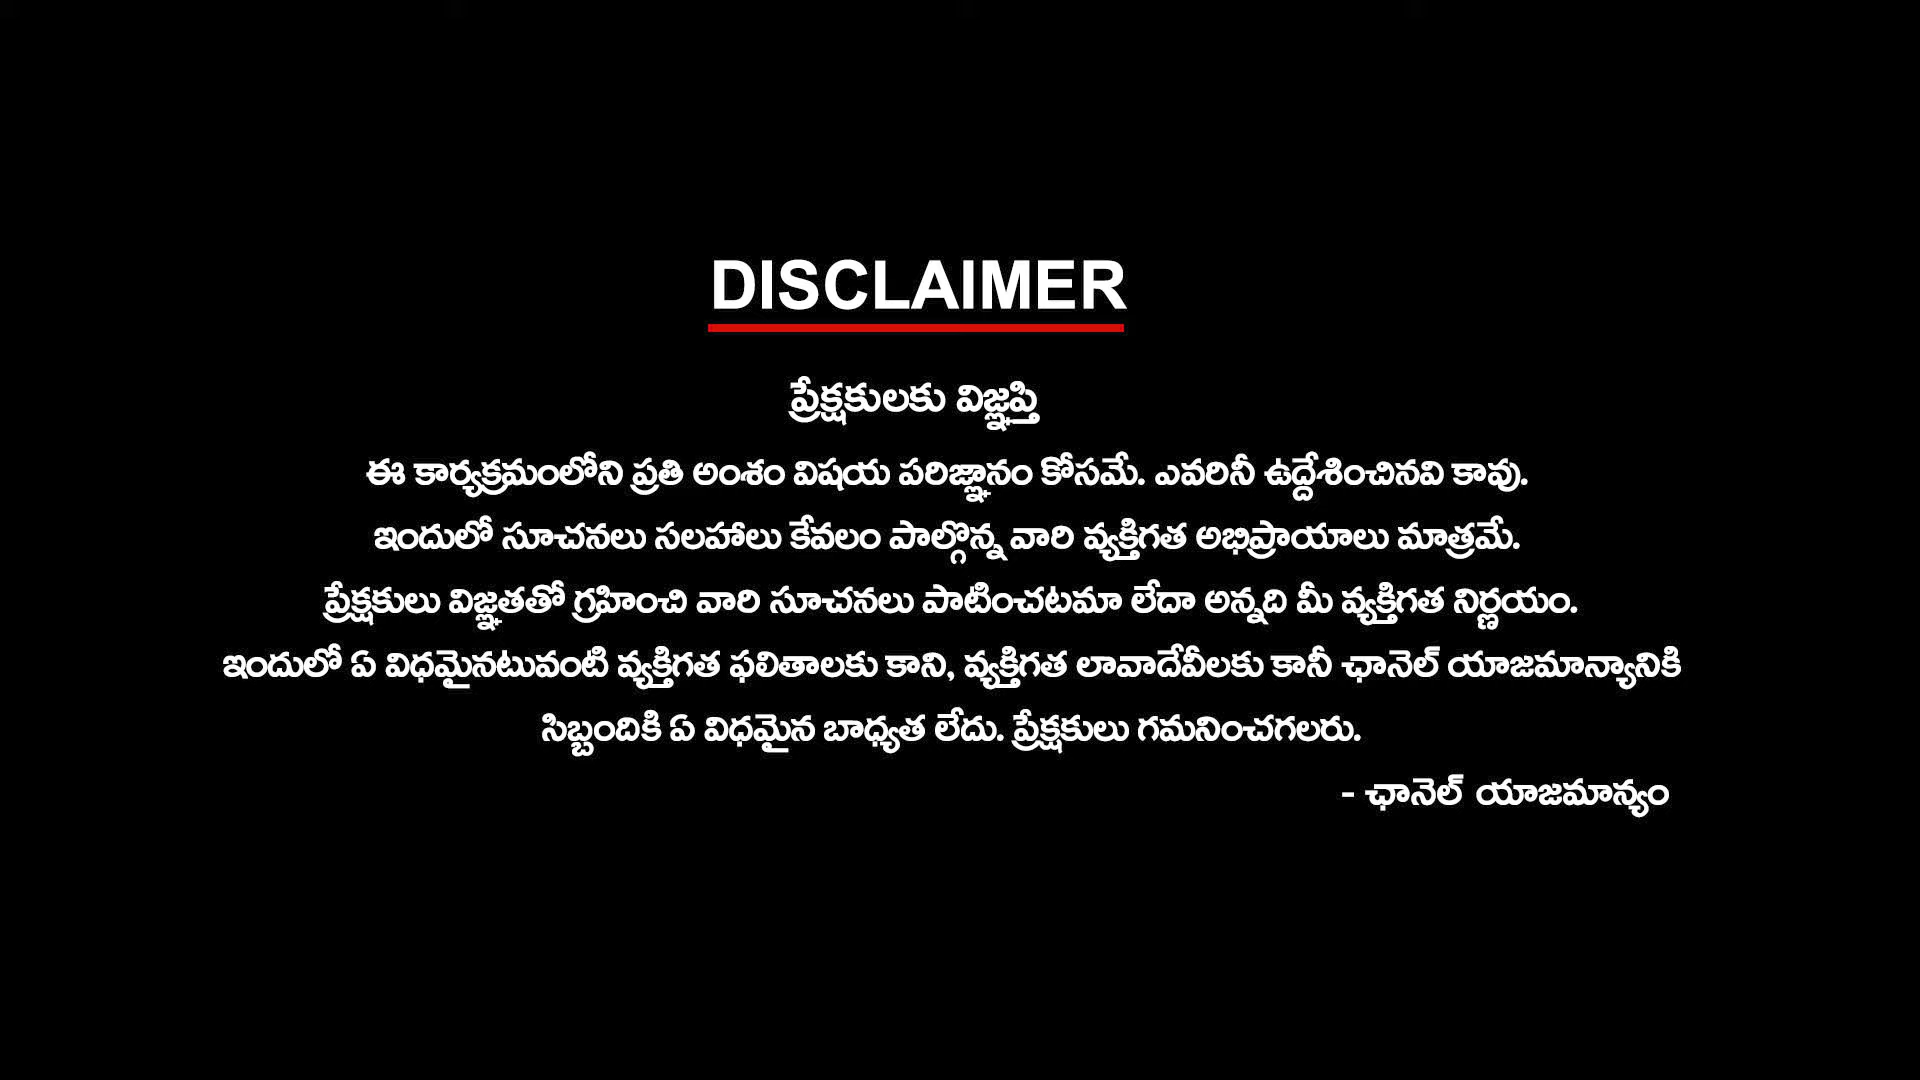 DISCLAIMER
ప్రేక్షకులకు విజ్ఞప్తి
ఈ కార్యక్రమంలోని ప్రతి అంశం విషయ పరిజ్ఞానం కోసమే. ఎవరినీ ఉద్దేశించినవి కావు.
ఇందులో సూచనలు సలహాలు కేవలం పాల్గొన్న వారి వ్యక్తిగత అభిప్రాయాలు మాత్రమే.
ప్రేక్షకులు విజ్ఞతతో గ్రహించి వారి సూచనలు పాటించటమా లేదా అన్నది మీ వ్యక్తిగత నిర్ణయం.
ఇందులో ఏ విధమైనటువంటి వ్యక్తిగత ఫలితాలకు కాని, వ్యక్తిగత లావాదేవీలకు కానీ ఛానెల్ యాజమాన్యానికి
సిబ్బందికి ఏ విధమైన బాధ్యత లేదు. ప్రేక్షకులు గమనించగలరు.
- ఛానెల్ యాజమాన్యం